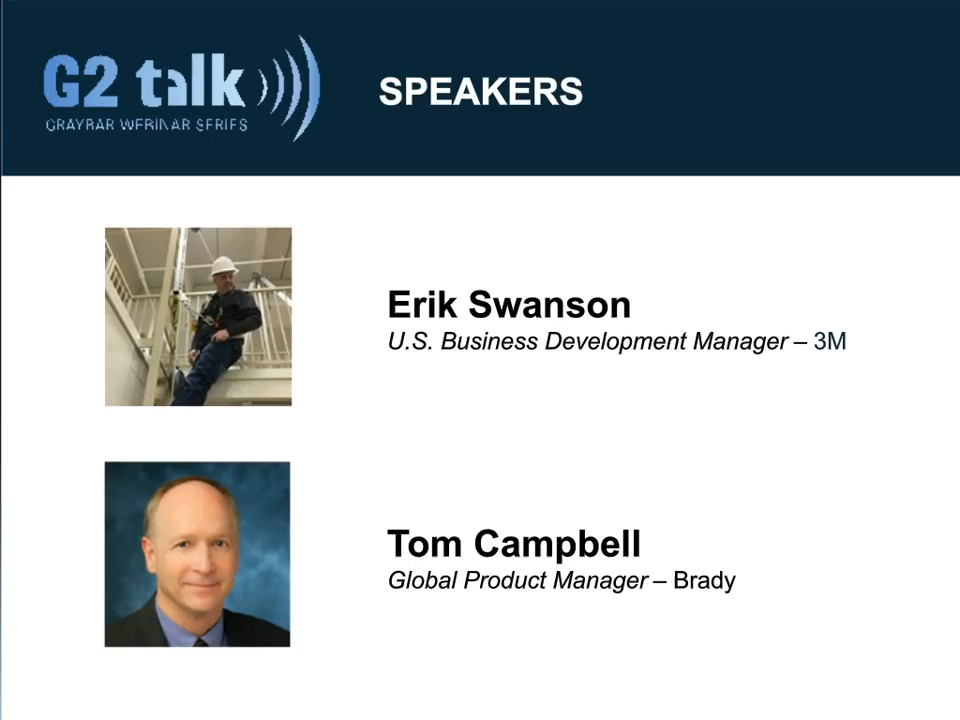 G2 talk
GRAYBAR WEBINAR SERIES
SPEAKERS
Erik Swanson
U.S. Business Development Manager – 3M
Tom Campbell
Global Product Manager – Brady